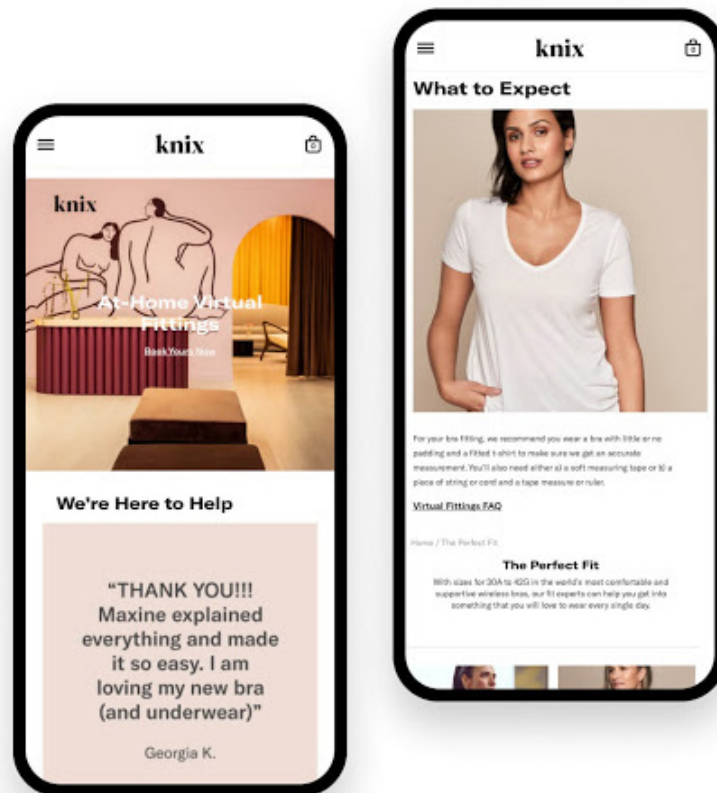 knix
0
knix
At-Home Virtual
Fittings
Book Yours Now
We're Here to Help
“THANK YOU!!!
Maxine explained
everything and made
it so easy. I am
loving my new bra
(and underwear)”
Georgia K.
knix
0
What to Expect
For your bra fitting, we recommend you wear a bra with little or no
padding and a fitted t-shirt to make sure we get an accurate
measurement. You'll also need either a) a soft measuring tape or b) a
piece of string or cord and a tape measure or ruler.
Virtual Fittings FAQ
Home / The Perfect Fit
The Perfect Fit
With sizes for 30A to 42G in the world's most comfortable and
supportive wireless bras, our fit experts can help you get into
something that you will love to wear every single day.